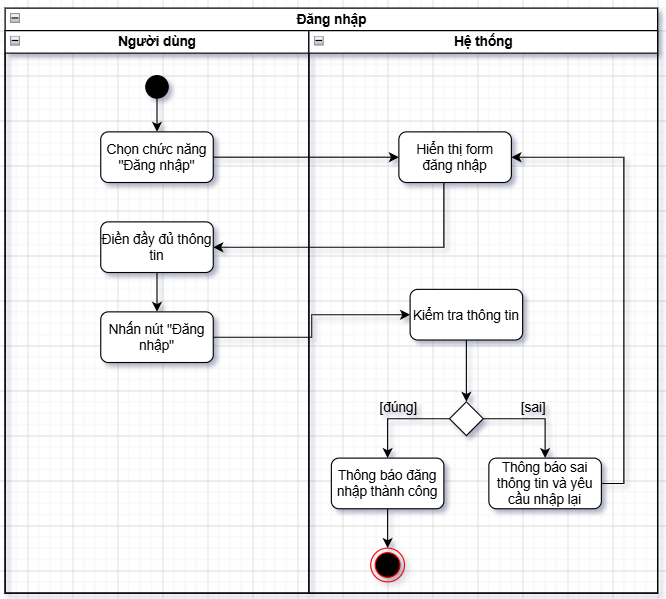 Đăng nhập
Người dùng
Hệ thống
Chọn chức năng
"Đăng nhập"
Hiển thị form
đăng nhập
Điền đầy đủ thông
tin
Nhấn nút "Đăng
nhập"
Kiểm tra thông tin
[đúng]
[sai]
Thông báo đăng
nhập thành công
Thông báo sai
thông tin và yêu
cầu nhập lại